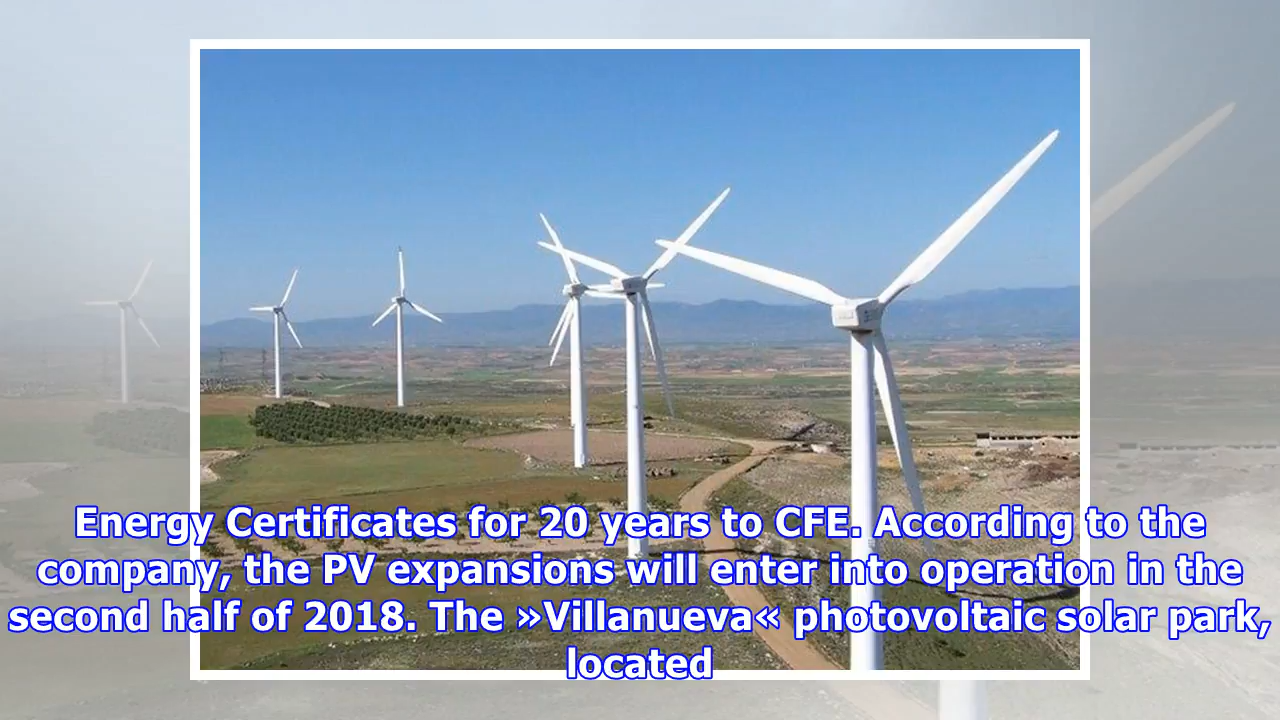 Energy Certificates for 20 years to CFE. According to the
company, the PV expansions will enter into operation in the
second half of 2018. The »Villanueva« photovoltaic solar park,
located